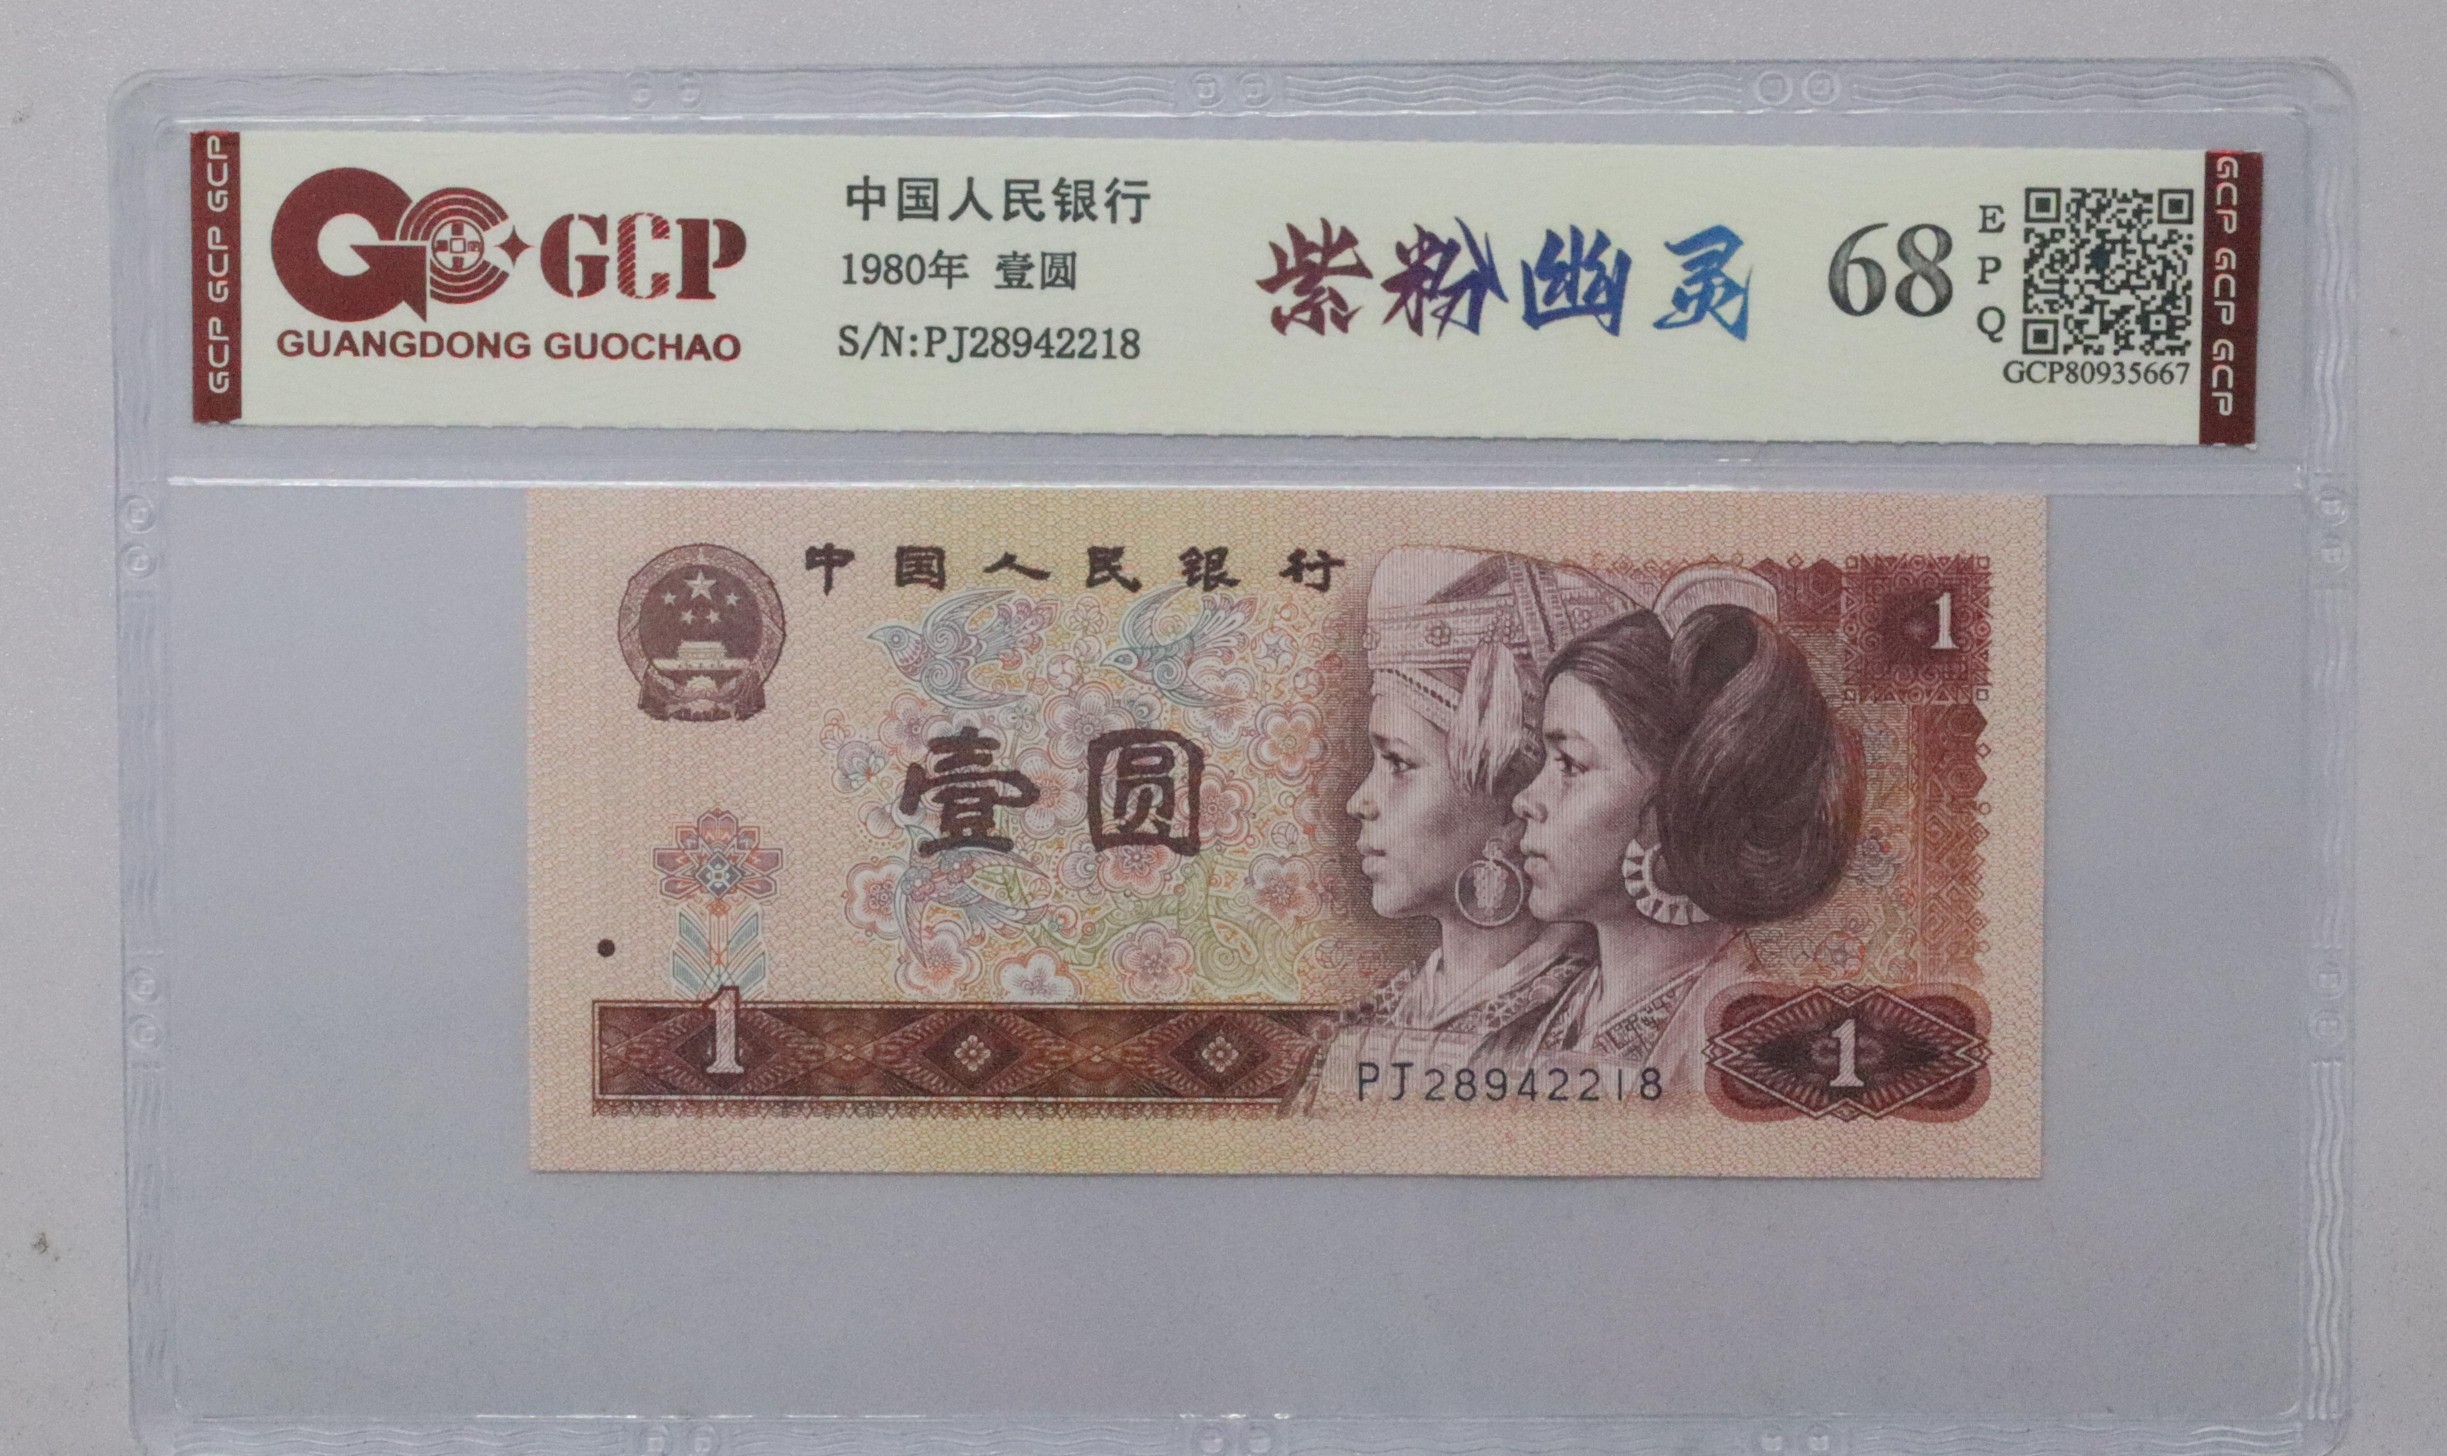 GCP GCP GCP
GCP
GUANGDONG GUOCHAO
中国人民银行
1980年 壹圆
S/N:PJ28942218
紫粉幽灵
68
E
P
Q
GCP80935667
GCP GCP GCP
中国人民银行
1
壹圆
1
PJ28942218
1